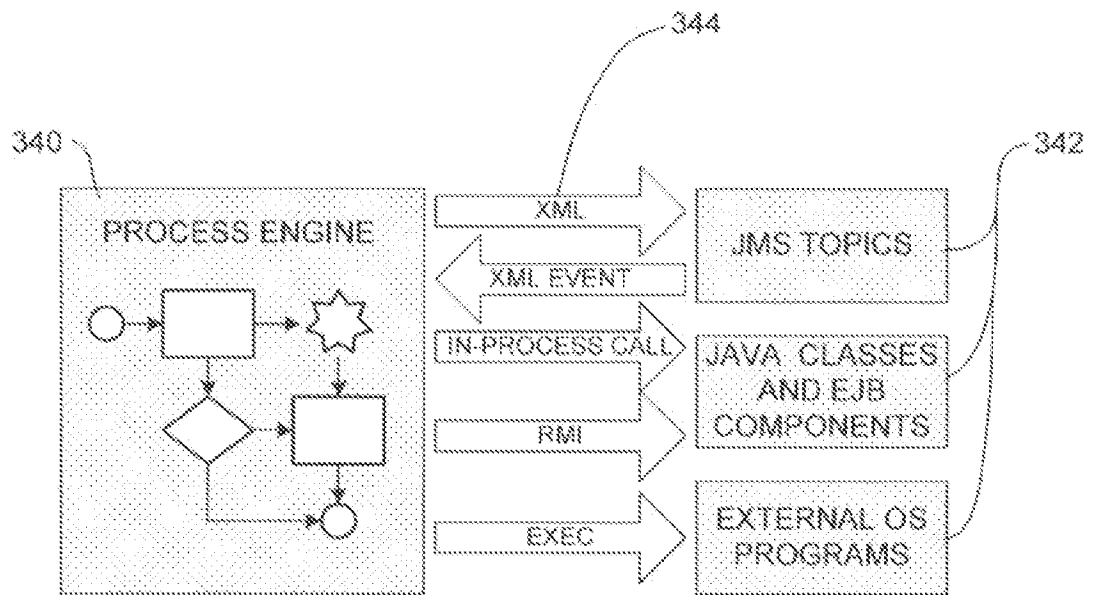 344
340
342
PROCESS ENGINE
XML
JMS TOPICS
XML EVENT
IN-PROCESS CALL
JAVA CLASSES
AND EJB
COMPONENTS
RMI
EXEC
EXTERNAL OS
PROGRAMS